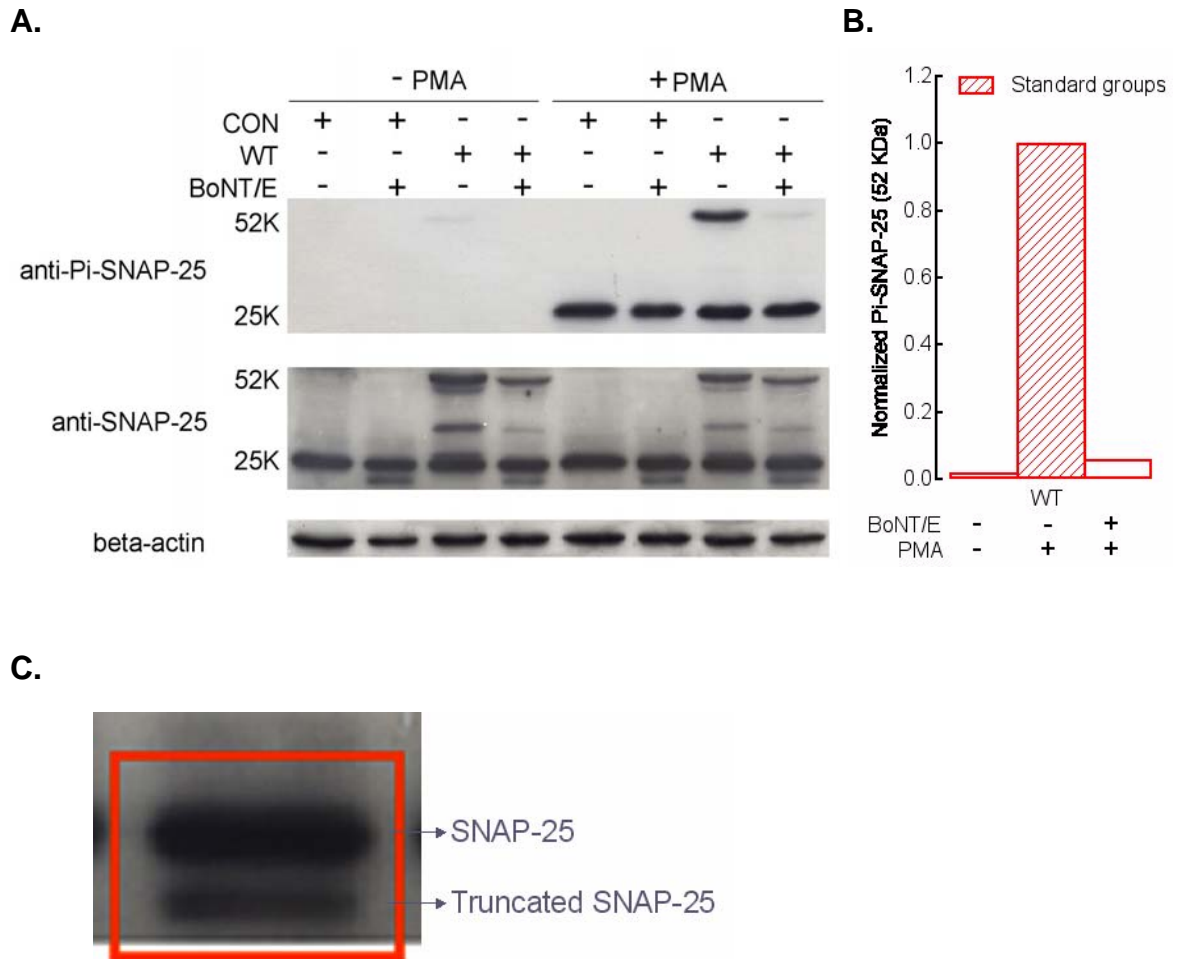 A.
- PMA +PMA
CON + + - - + + - -
WT - - + + - - + +
BoNT/E - + - + - + - +
52K
anti-Pi-SNAP-25
25K
52K
anti-SNAP-25
25K
beta-actin
B.
Normalized Pi-SNAP-25 (52 KDa)
1.2
1.0
0.8
0.6
0.4
0.2
0.0
Standard groups
WT
BoNT/E - - +
PMA - + +
C.
SNAP-25
Truncated SNAP-25